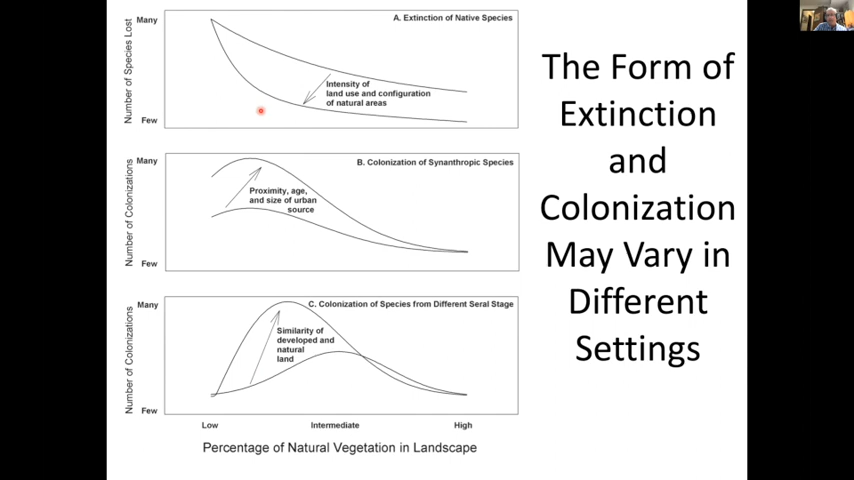 A. Extinction of Native Species
Number of Species Lost
Many
Few
Intensity of
land use and configuration
of natural areas
B. Colonization of Synanthropic Species
Number of Colonizations
Many
Few
Proximity, age,
and size of urban
source
C. Colonization of Species from Different Seral Stage
Number of Colonizations
Many
Few
Similarity of
developed and
natural
land
Low
Intermediate
High
Percentage of Natural Vegetation in Landscape
The Form of
Extinction
and
Colonization
May Vary in
Different
Settings